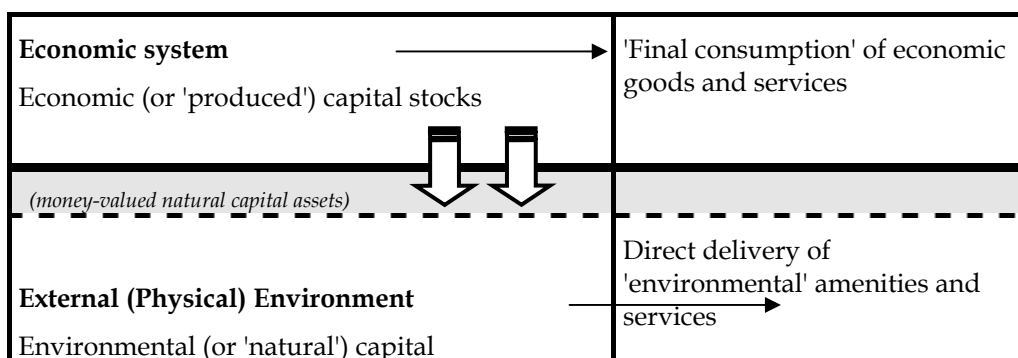 Economic system
'Final consumption' of economic
goods and services
Economic (or 'produced') capital stocks
(money-valued natural capital assets)
Direct delivery of
'environmental' amenities and
services
External (Physical) Environment
Environmental (or 'natural') capital